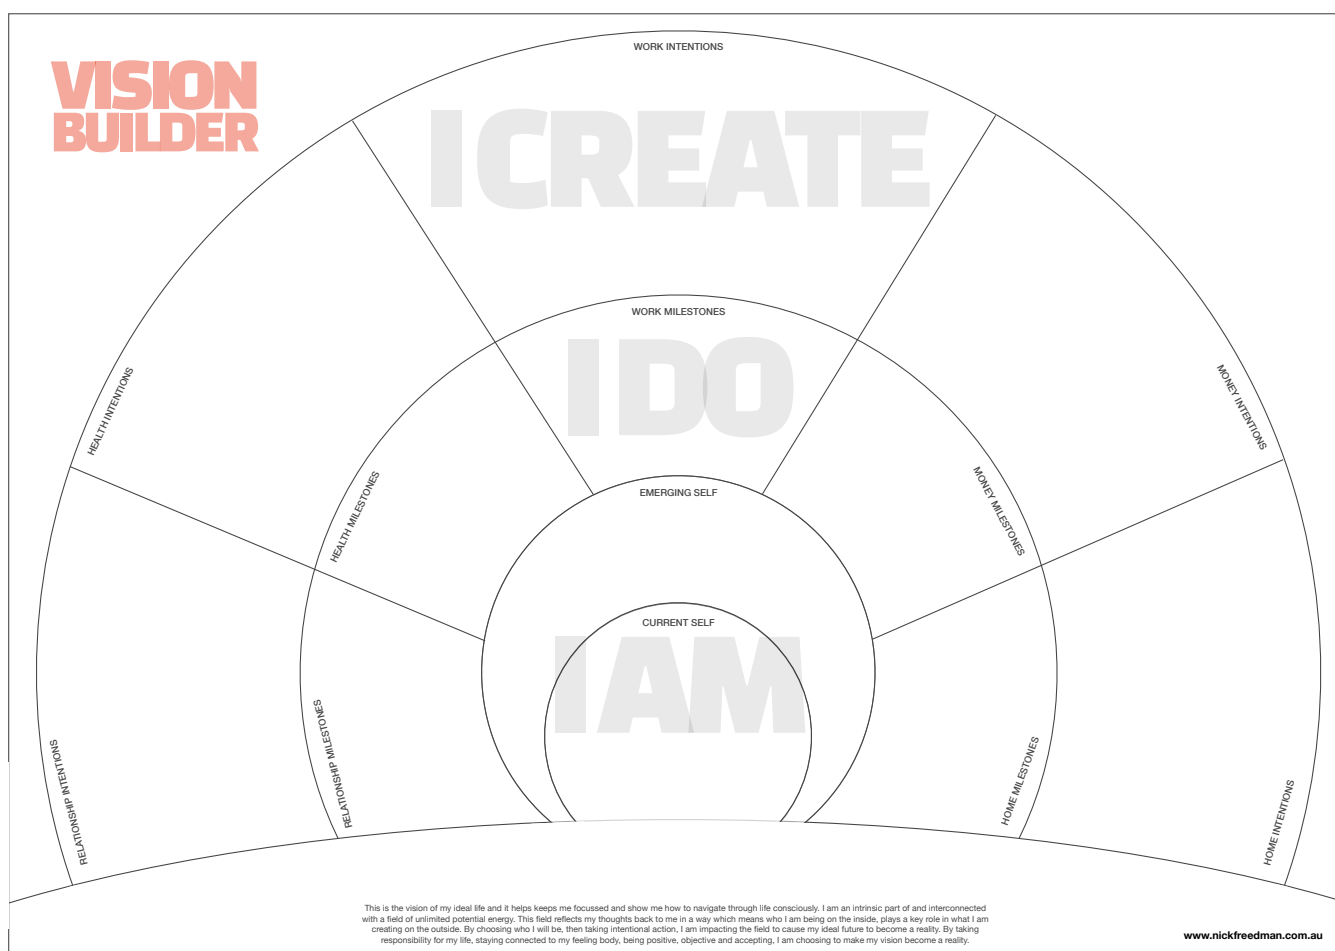 VISION
BUILDER
WORK INTENTIONS
I CREATE
WORK MILESTONES
I DO
HEALTH INTENTIONS
MONEY INTENTIONS
HEALTH MILESTONES
MONEY MILESTONES
EMERGING SELF
CURRENT SELF
I AM
RELATIONSHIP INTENTIONS
RELATIONSHIP MILESTONES
HOME MILESTONES
HOME INTENTIONS
This is the vision of my ideal life and it helps keeps me focussed and show me how to navigate through life consciously. I am an intrinsic part of and interconnected
with a field of unlimited potential energy. This field reflects my thoughts back to me in a way which means who I am being on the inside, plays a key role in what I am
creating on the outside. By choosing who I will be, then taking intentional action, I am impacting the field to cause my ideal future to become a reality. By taking
responsibility for my life, staying connected to my feeling body, being positive, objective and accepting, I am choosing to make my vision become a reality.
www.nickfreedman.com.au